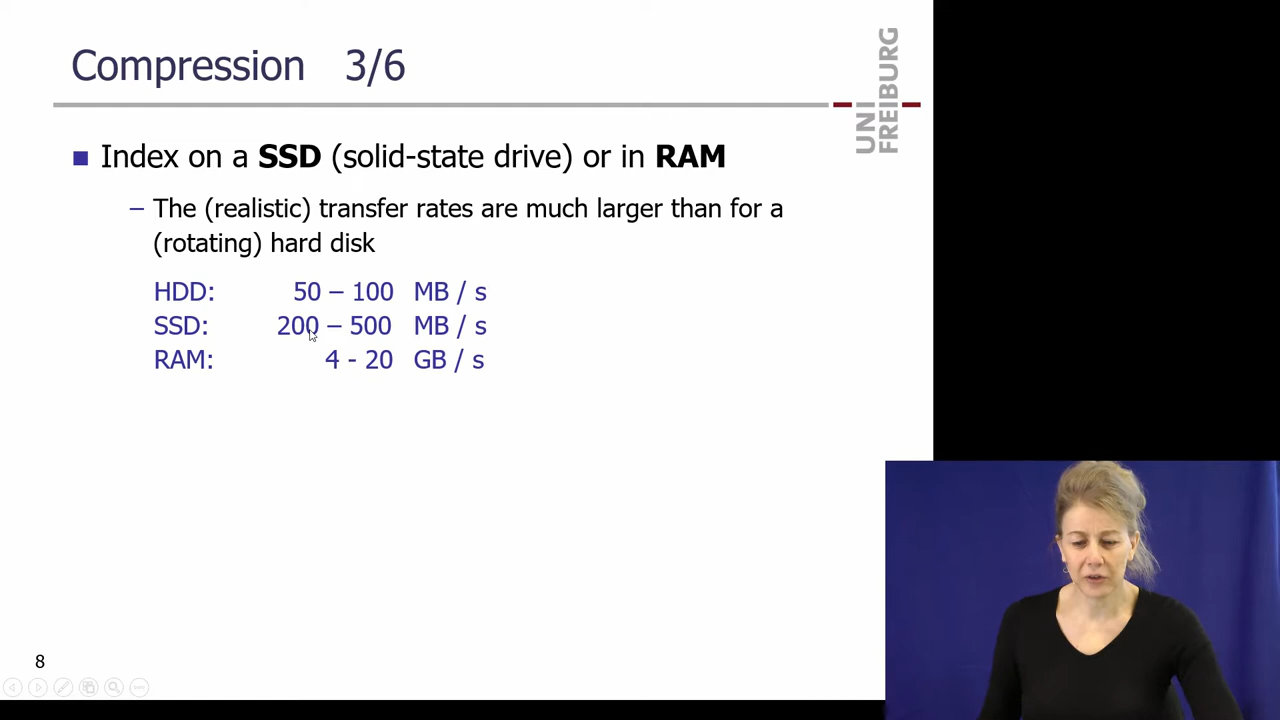 Compression 3/6
UNI
FREIBURG
■ Index on a SSD (solid-state drive) or in RAM
– The (realistic) transfer rates are much larger than for a
(rotating) hard disk
HDD: 50 – 100 MB / s
SSD: 200 – 500 MB / s
RAM: 4 - 20 GB / s
8